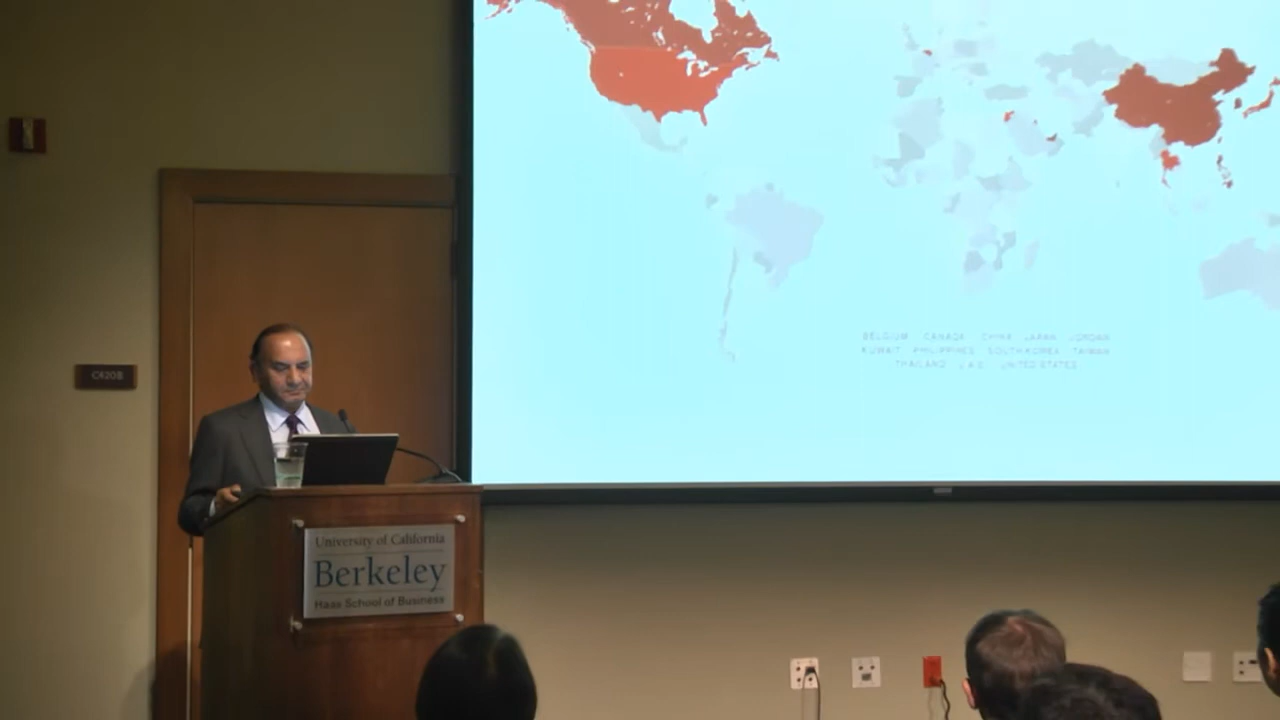 BELGIUM CANADA CHINA JAPAN JORDAN
KUWAIT PHILIPPINES SOUTH KOREA TAIWAN
THAILAND U.A.E. UNITED STATES
C420B
University of California
Berkeley
Haas School of Business